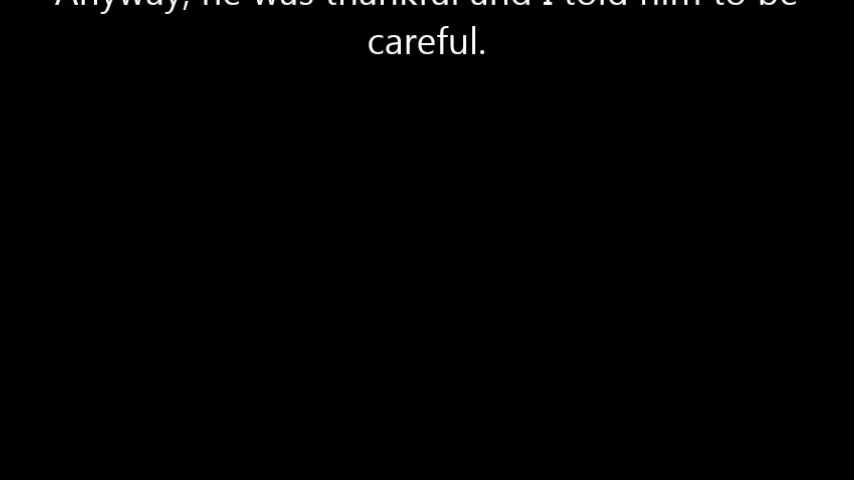 Anyway, he was thankful and I told him to be
careful.